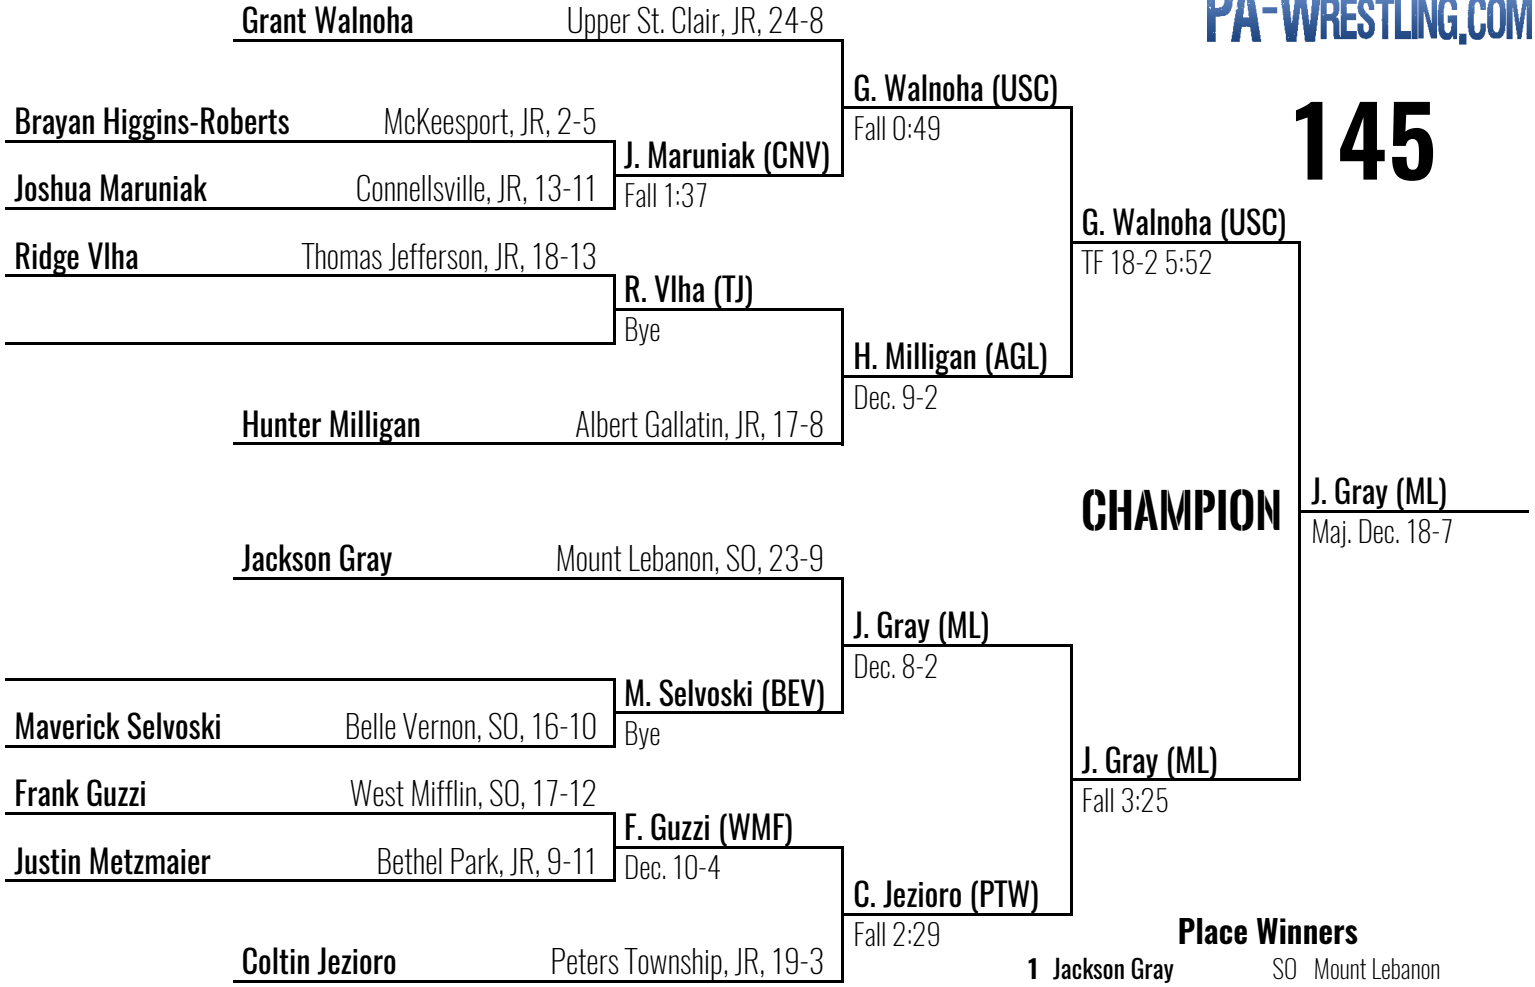 Grant Walnoha Upper St. Clair, JR, 24-8
PA-WRESTLING.COM
G. Walnoha (USC)
Fall 0:49
145
Brayan Higgins-Roberts McKeesport, JR, 2-5
J. Maruniak (CNV)
Fall 1:37
Joshua Maruniak Connellsville, JR, 13-11
G. Walnoha (USC)
TF 18-2 5:52
Ridge Vlha Thomas Jefferson, JR, 18-13
R. Vlha (TJ)
Bye
H. Milligan (AGL)
Dec. 9-2
Hunter Milligan Albert Gallatin, JR, 17-8
CHAMPION
J. Gray (ML)
Maj. Dec. 18-7
Jackson Gray Mount Lebanon, SO, 23-9
J. Gray (ML)
Dec. 8-2
M. Selvoski (BEV)
Bye
Maverick Selvoski Belle Vernon, SO, 16-10
J. Gray (ML)
Fall 3:25
Frank Guzzi West Mifflin, SO, 17-12
F. Guzzi (WMF)
Dec. 10-4
Justin Metzmaier Bethel Park, JR, 9-11
C. Jezioro (PTW)
Fall 2:29
Coltin Jezioro Peters Township, JR, 19-3
Place Winners
1 Jackson Gray SO Mount Lebanon